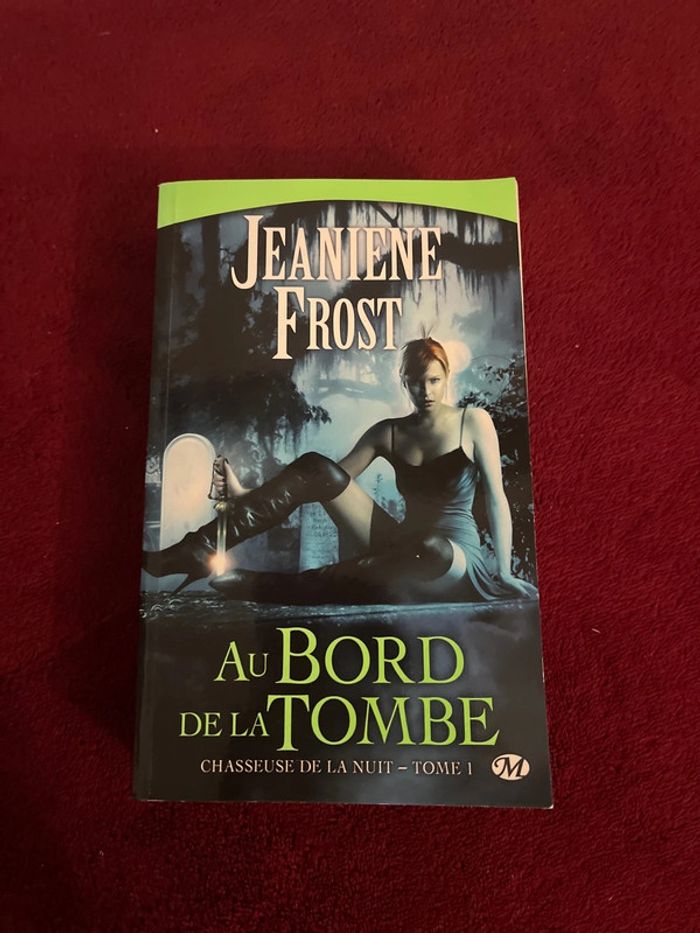 JEANIENE
FROST
AU BORD
DE LA TOMBE
CHASSEUSE DE LA NUIT – TOME 1
M